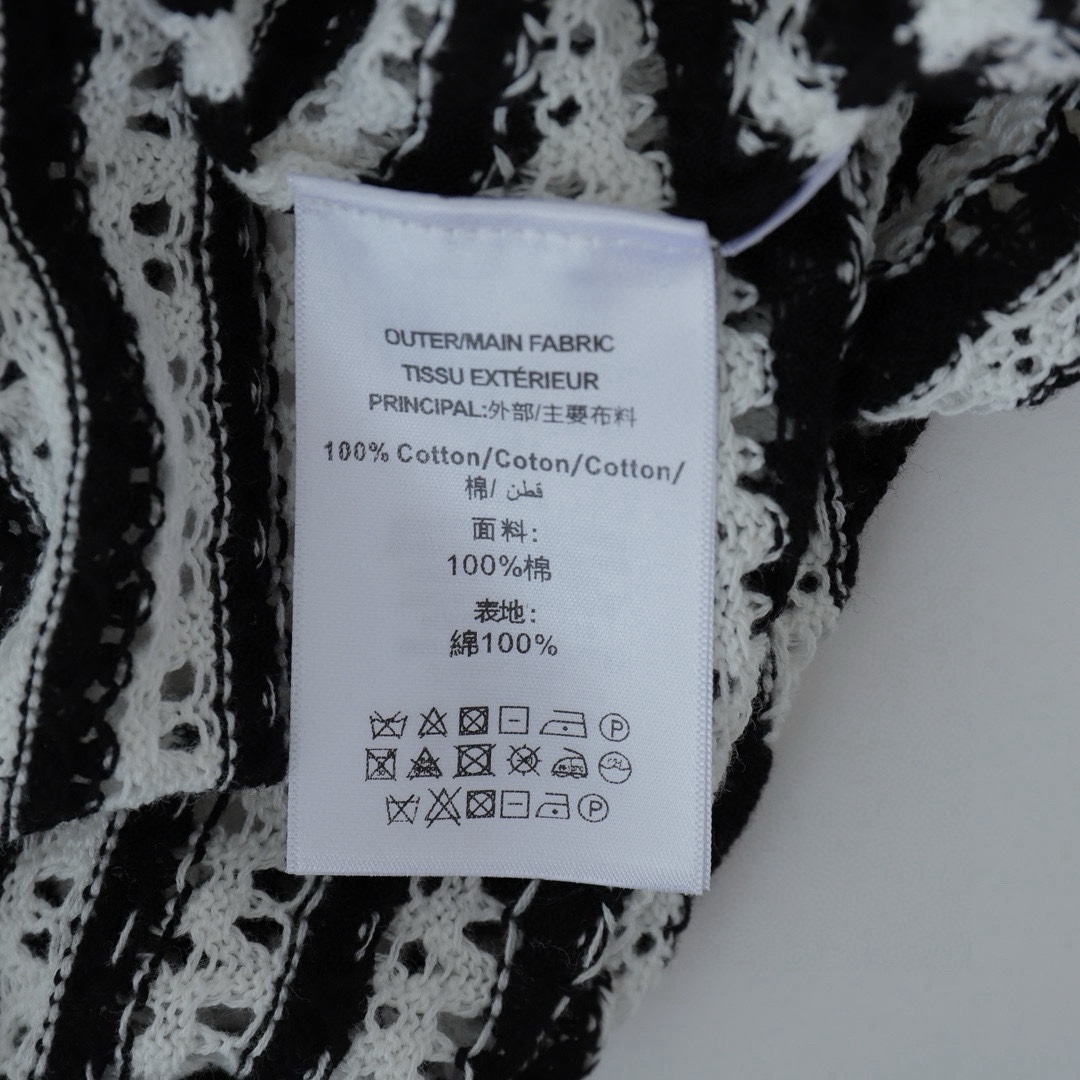 OUTER/MAIN FABRIC
TISSU EXTÉRIEUR
PRINCIPAL:外部/主要布料
100% Cotton/Coton/Cotton/
棉/ قطن
面料:
100%棉
表地:
綿100%
P
P